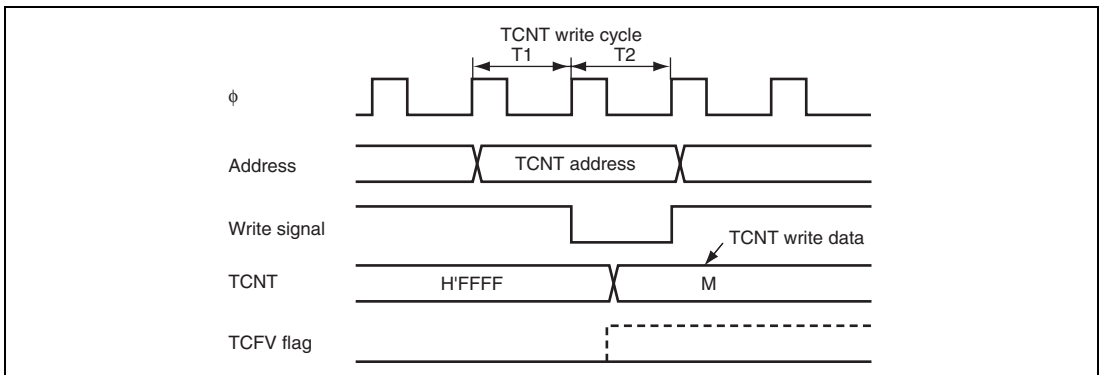 TCNT write cycle
T1 T2
ϕ
Address TCNT address
Write signal
TCNT write data
TCNT H'FFFF M
TCFV flag